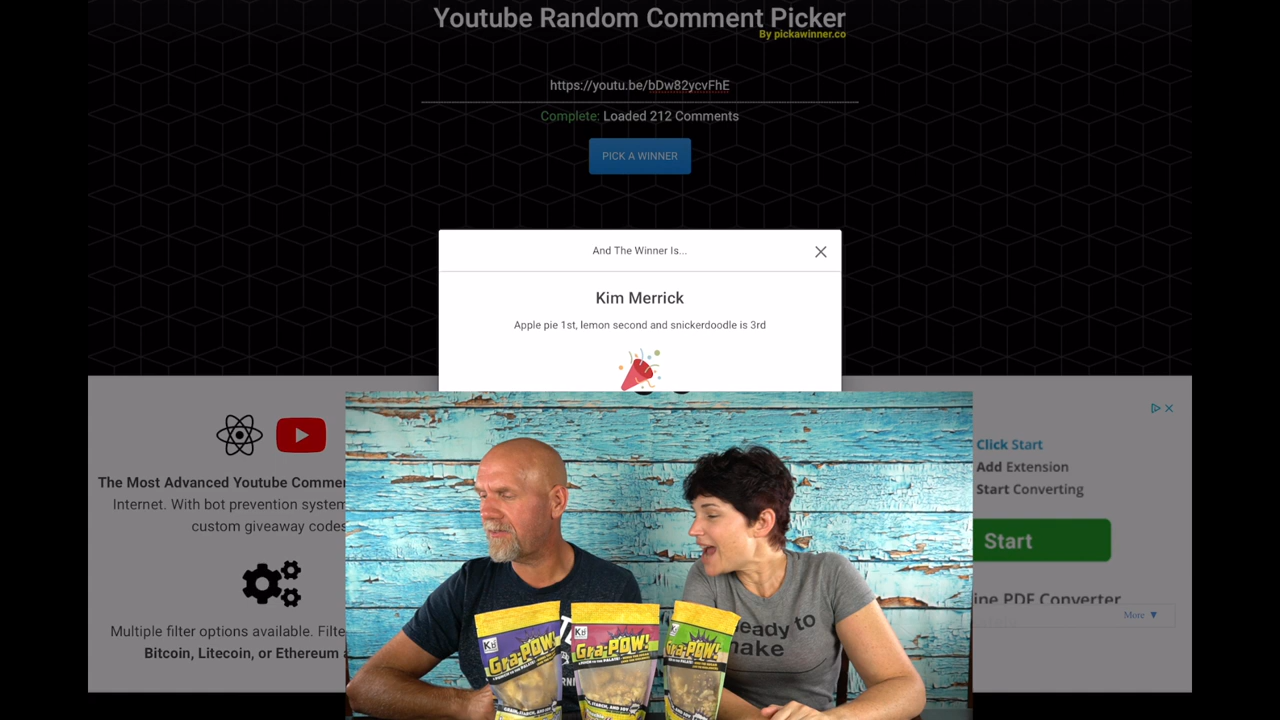 Youtube Random Comment Picker
By pickawinner.co
https://youtu.be/bDw82ycvFhE
Complete: Loaded 212 Comments
PICK A WINNER
And The Winner Is...
Kim Merrick
Apple pie 1st, lemon second and snickerdoodle is 3rd
The Most Advanced Youtube Comme
Internet. With bot prevention system
custom giveaway codes
Multiple filter options available. Filte
Bitcoin, Litecoin, or Ethereum a
Click Start
Add Extension
Start Converting
Start
ine PDF Converter
More
eady to
ake
Gra-POW!
Gra-POW!
Gra-POW!